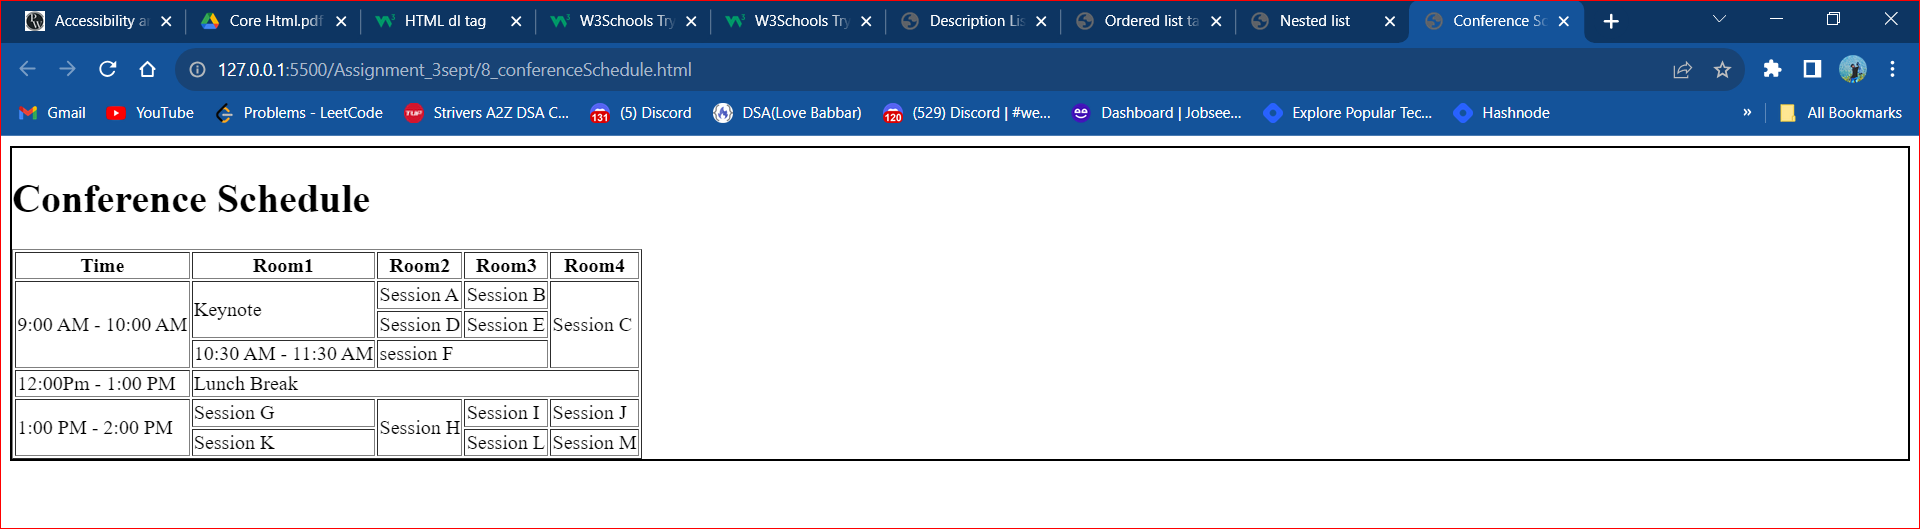 Accessibility a
Core Html.pdf
HTML dl tag
W3Schools Try
W3Schools Try
Description Lis
Ordered list ta
Nested list
Conference Sc
127.0.0.1:5500/Assignment_3sept/8_conferenceSchedule.html
Gmail
YouTube
Problems - LeetCode
TUF
Strivers A2Z DSA C...
131
(5) Discord
DSA(Love Babbar)
120
(529) Discord | #we...
Dashboard | Jobsee...
Explore Popular Tec...
Hashnode
»
All Bookmarks
Conference Schedule
Time Room1 Room2 Room3 Room4
9:00 AM - 10:00 AM Keynote Session A Session B Session C
Session D Session E
10:30 AM - 11:30 AM session F
12:00Pm - 1:00 PM Lunch Break
1:00 PM - 2:00 PM Session G Session H Session I Session J
Session K Session L Session M